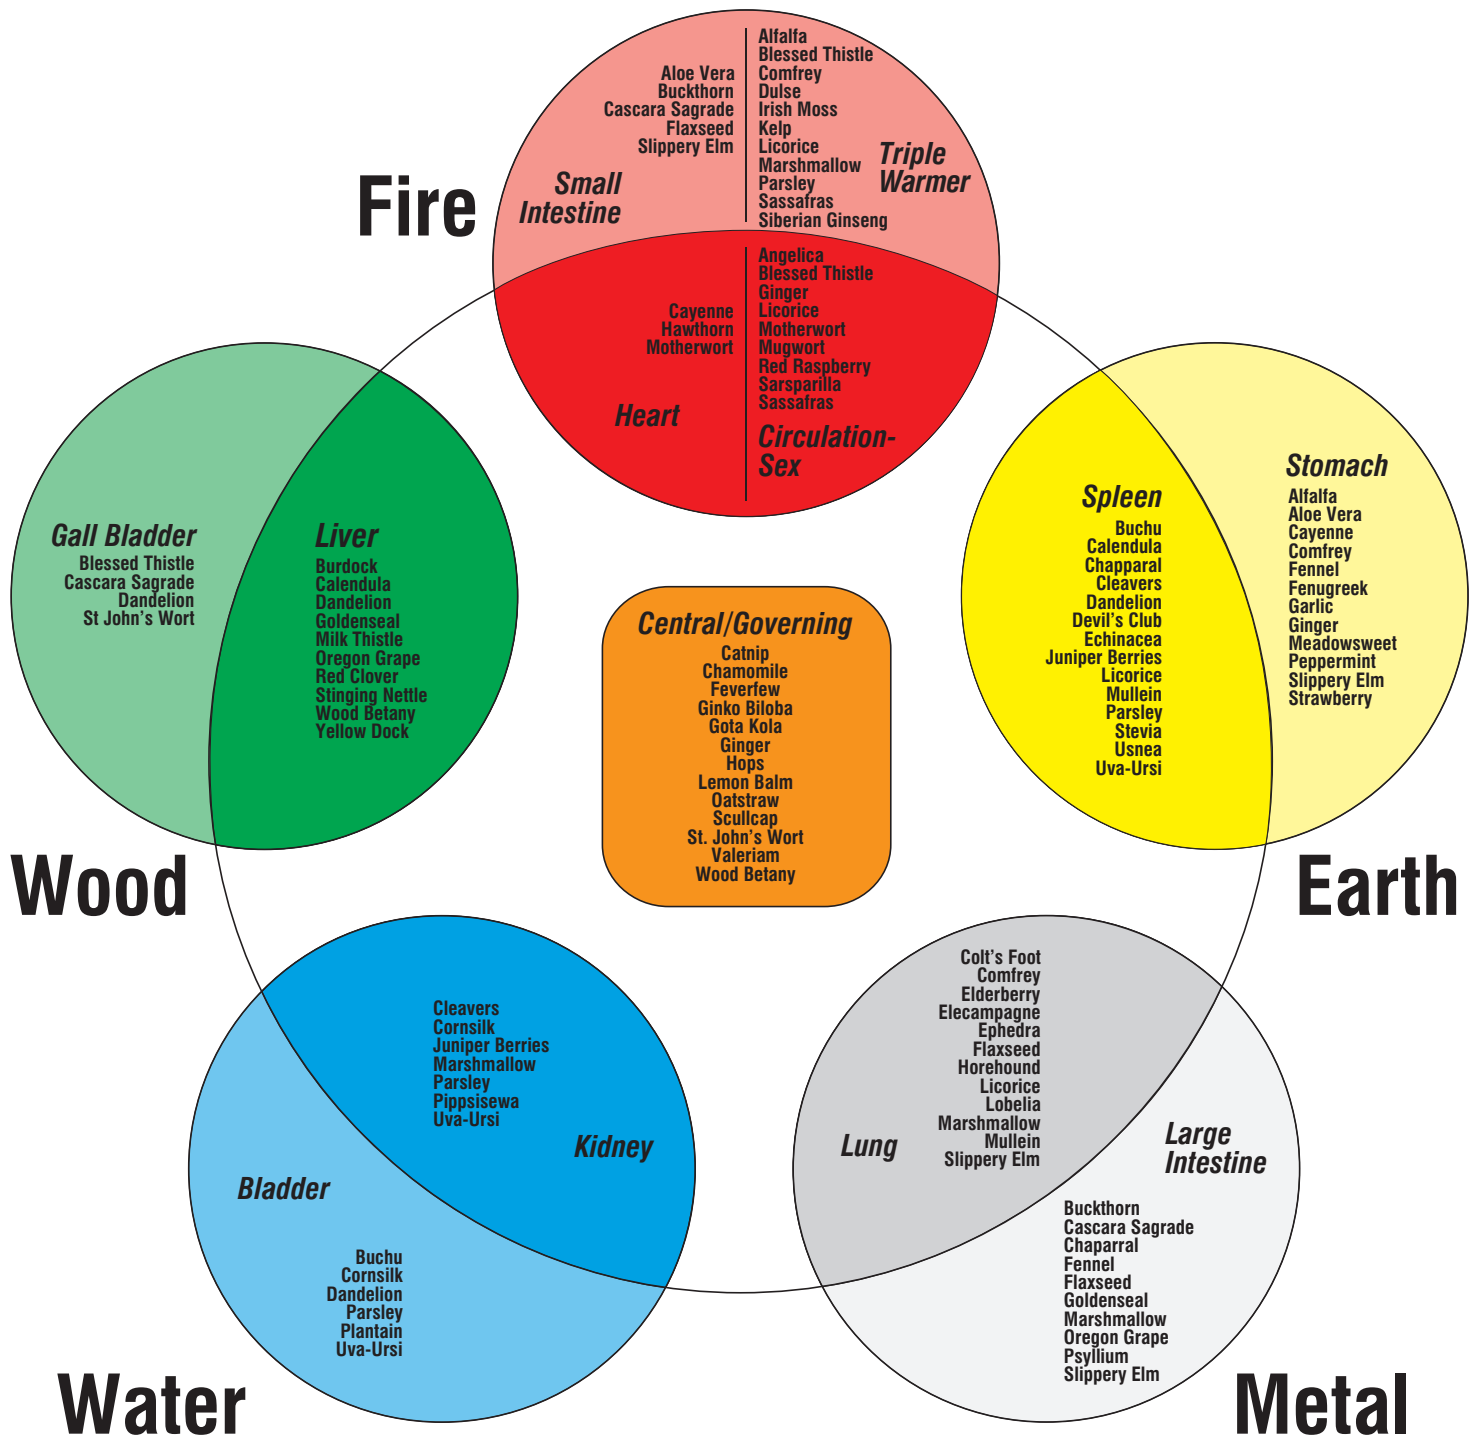 Fire
Small
Intestine
Aloe Vera
Buckthorn
Cascara Sagrade
Flaxseed
Slippery Elm
Alfalfa
Blessed Thistle
Comfrey
Dulse
Irish Moss
Kelp
Licorice
Marshmallow
Parsley
Sassafras
Siberian Ginseng
Triple
Warmer
Cayenne
Hawthorn
Motherwort
Heart
Angelica
Blessed Thistle
Ginger
Licorice
Motherwort
Mugwort
Red Raspberry
Sarsparilla
Sassafras
Circulation-
Sex
Gall Bladder
Blessed Thistle
Cascara Sagrade
Dandelion
St John's Wort
Liver
Burdock
Calendula
Dandelion
Goldenseal
Milk Thistle
Oregon Grape
Red Clover
Stinging Nettle
Wood Betany
Yellow Dock
Wood
Central/Governing
Catnip
Chamomile
Feverfew
Ginko Biloba
Gota Kola
Ginger
Hops
Lemon Balm
Oatstraw
Scullcap
St. John's Wort
Valeriam
Wood Betany
Spleen
Buchu
Calendula
Chapparal
Cleavers
Dandelion
Devil's Club
Echinacea
Juniper Berries
Licorice
Mullein
Parsley
Stevia
Usnea
Uva-Ursi
Stomach
Alfalfa
Aloe Vera
Cayenne
Comfrey
Fennel
Fenugreek
Garlic
Ginger
Meadowsweet
Peppermint
Slippery Elm
Strawberry
Earth
Cleavers
Cornsilk
Juniper Berries
Marshmallow
Parsley
Pippsisewa
Uva-Ursi
Kidney
Bladder
Buchu
Cornsilk
Dandelion
Parsley
Plantain
Uva-Ursi
Water
Colt's Foot
Comfrey
Elderberry
Elecampagne
Ephedra
Flaxseed
Horehound
Licorice
Lobelia
Marshmallow
Mullein
Slippery Elm
Lung
Large
Intestine
Buckthorn
Cascara Sagrade
Chaparral
Fennel
Flaxseed
Goldenseal
Marshmallow
Oregon Grape
Psyllium
Slippery Elm
Metal